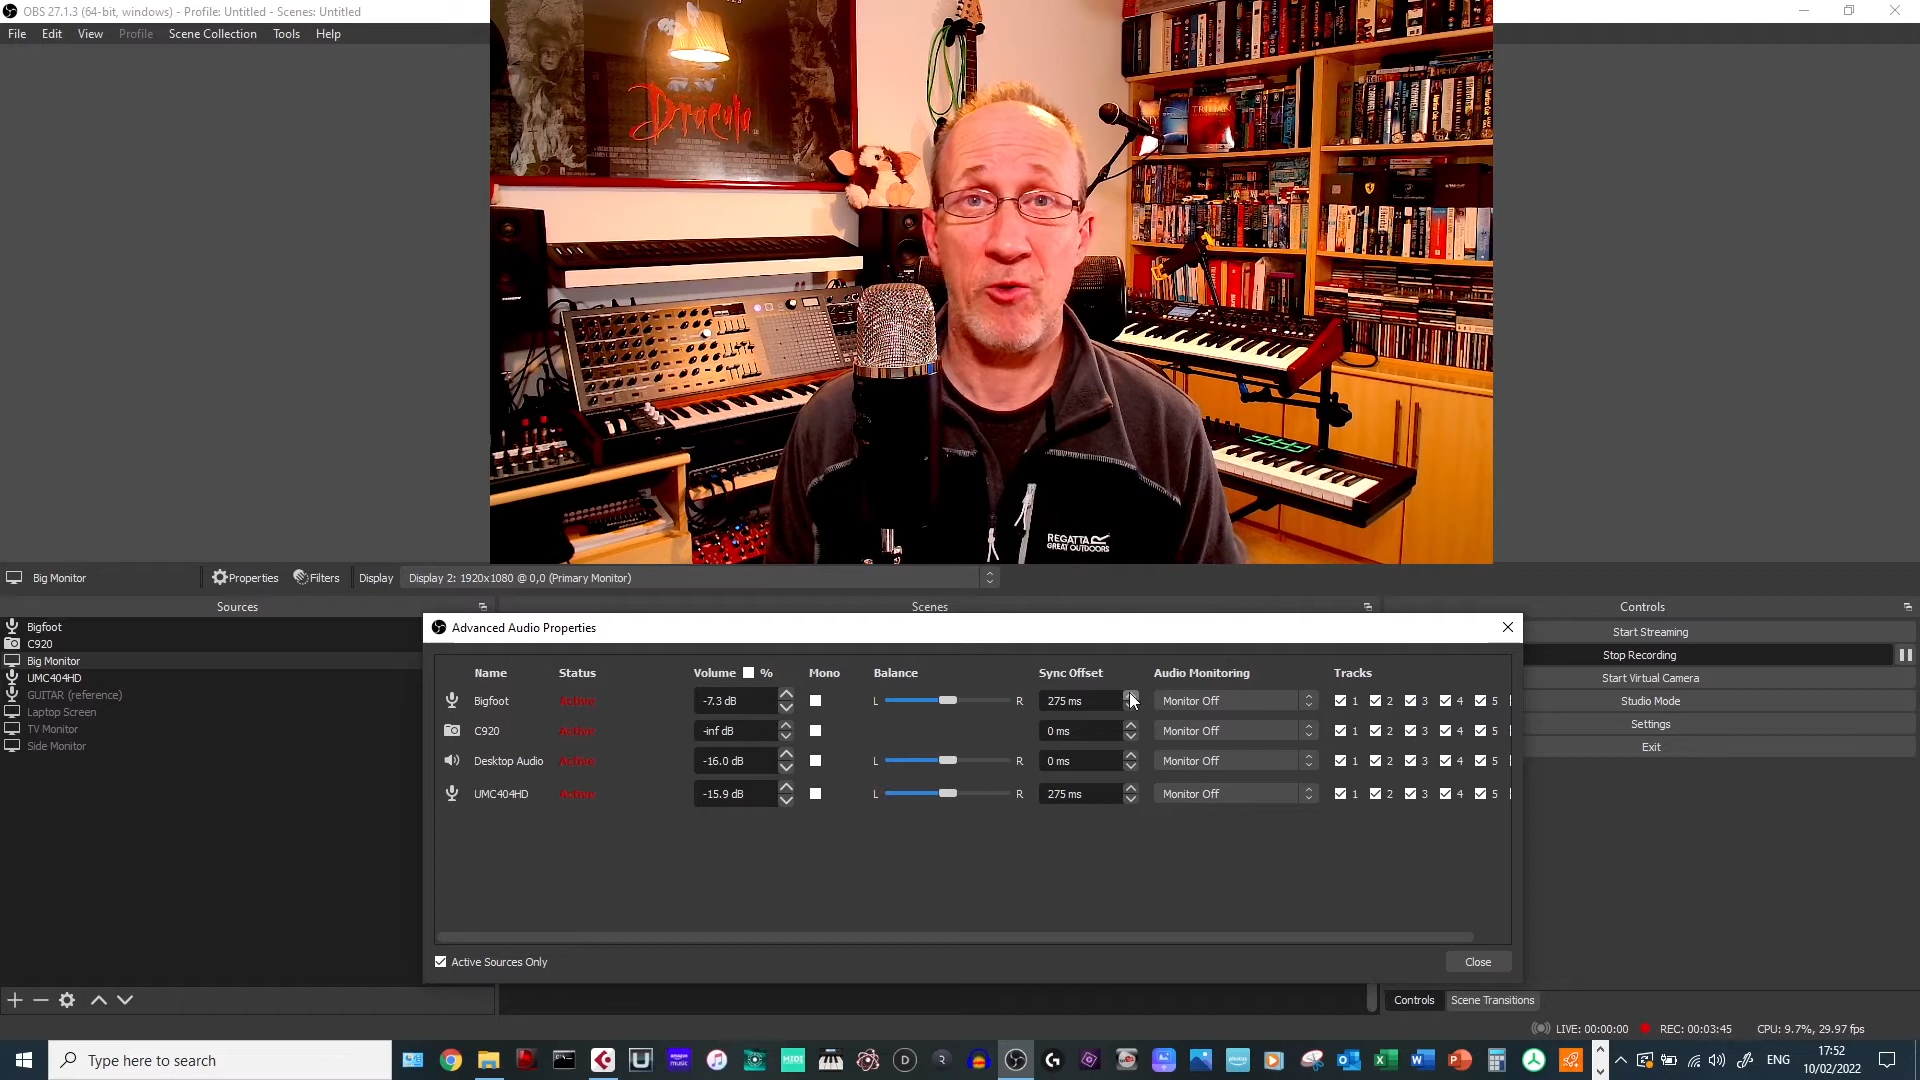 OBS 27.1.3 (64-bit, windows) - Profile: Untitled - Scenes: Untitled
File Edit View Profile Scene Collection Tools Help
Dracula
TRITIAN
REGATTA
GREAT OUTDOORS
Big Monitor Properties Filters Display Display 2: 1920x1080 @ 0,0 (Primary Monitor)
Sources Scenes Controls
Bigfoot
C920
Big Monitor
UMC404HD
GUITAR (reference)
Laptop Screen
TV Monitor
Side Monitor
Advanced Audio Properties
Name Status Volume % Mono Balance Sync Offset Audio Monitoring Tracks
Bigfoot Active -7.3 dB L R 275 ms Monitor Off 1 2 3 4 5
C920 Active -inf dB 0 ms Monitor Off 1 2 3 4 5
Desktop Audio Active -16.0 dB L R 0 ms Monitor Off 1 2 3 4 5
UMC404HD Active -15.9 dB L R 275 ms Monitor Off 1 2 3 4 5
Active Sources Only Close
Start Streaming
Stop Recording
Start Virtual Camera
Studio Mode
Settings
Exit
Controls Scene Transitions
LIVE: 00:00:00 REC: 00:03:45 CPU: 9.7%, 29.97 fps
Type here to search
amazon music
MIDI
D
R
ENG
17:52
10/02/2022